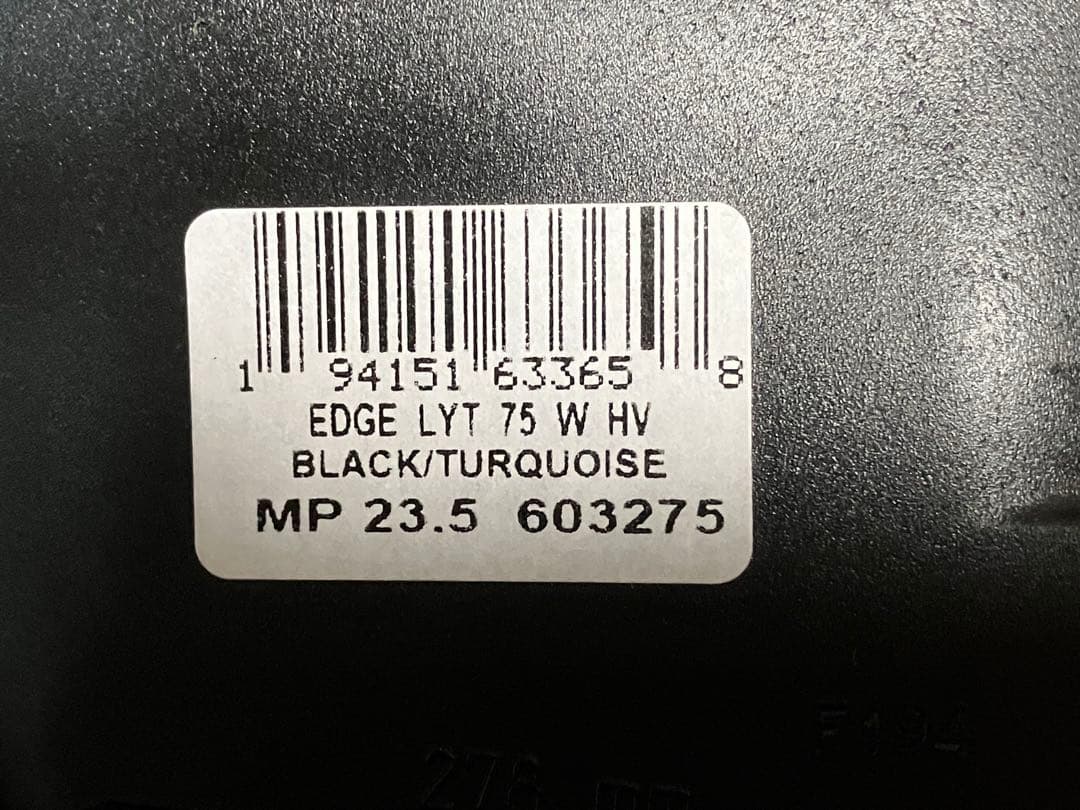 1 94151 63365 8
EDGE LYT 75 W HV
BLACK/TURQUOISE
MP 23.5 603275